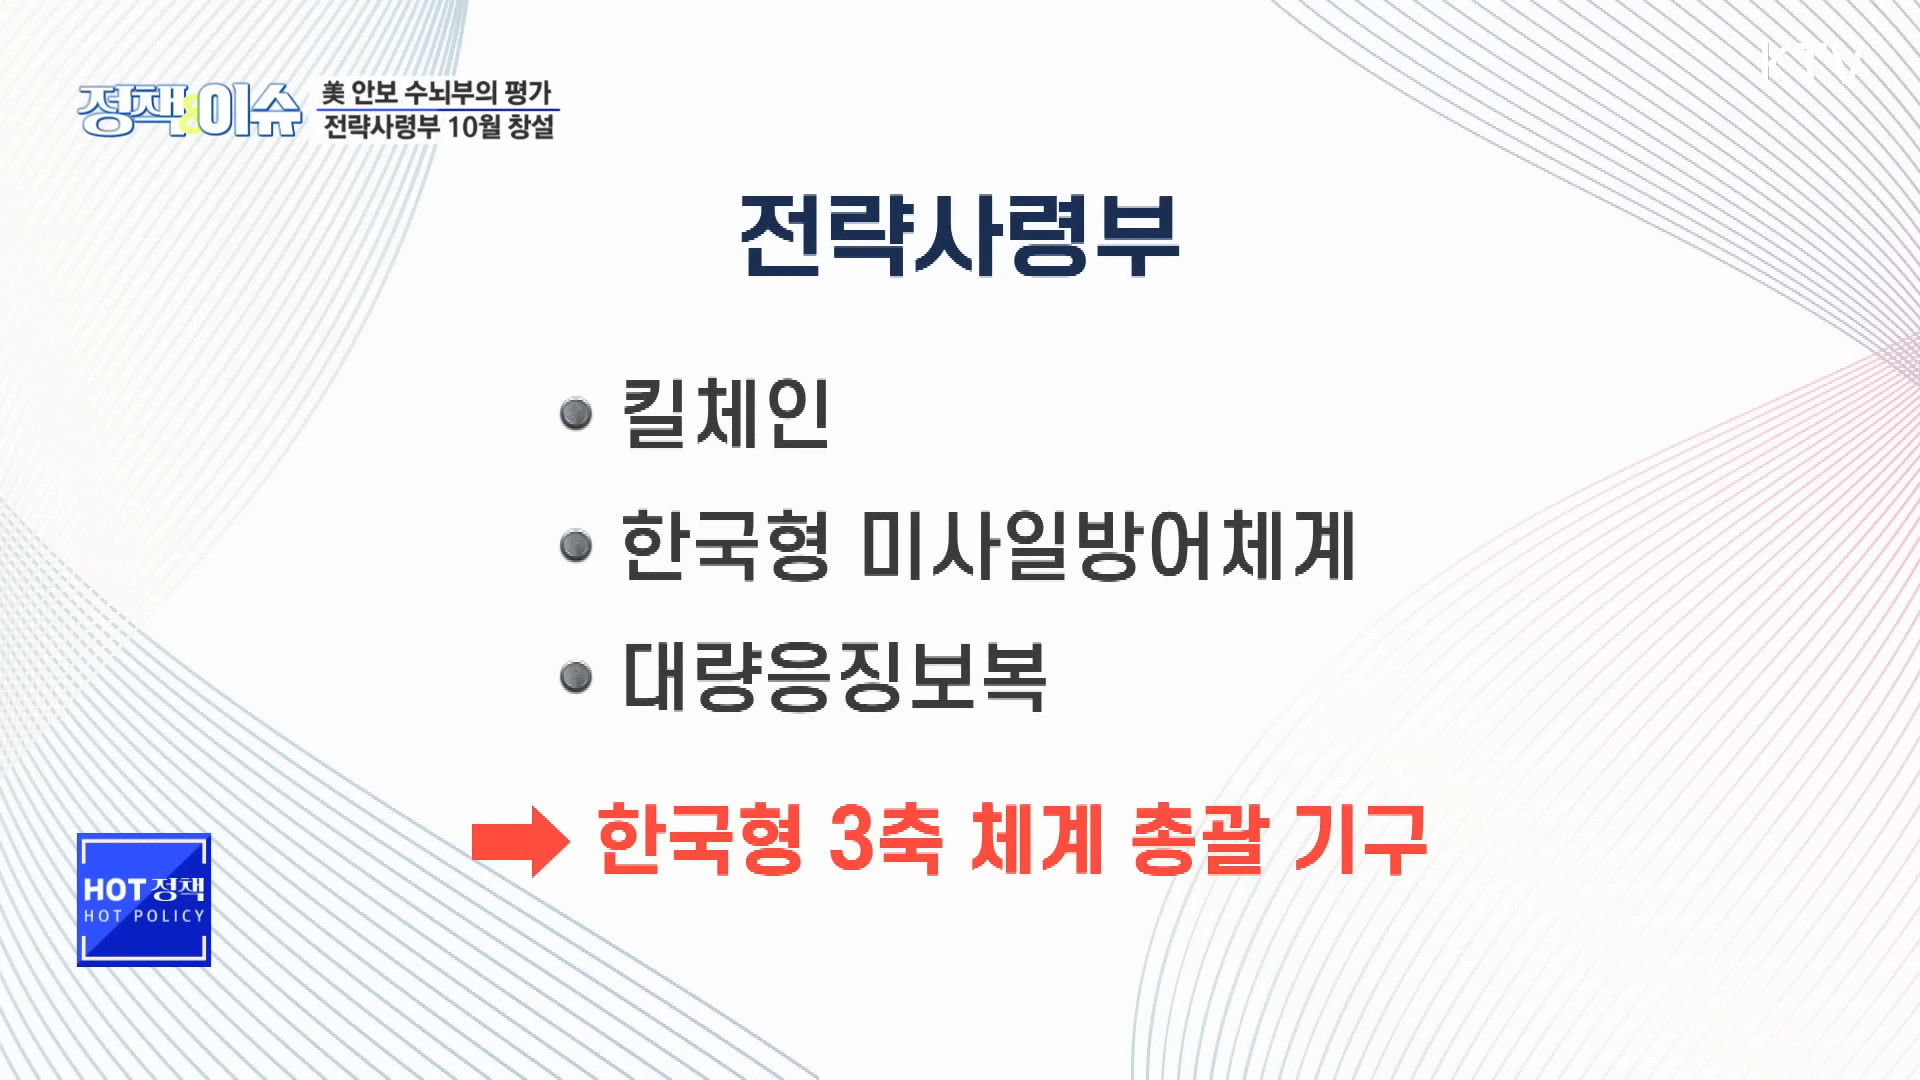 정책&이슈
美 안보 수뇌부의 평가
전략사령부 10월 창설
KTV
전략사령부
킬체인
한국형 미사일방어체계
대량응징보복
한국형 3축 체계 총괄 기구
HOT정책
HOT POLICY